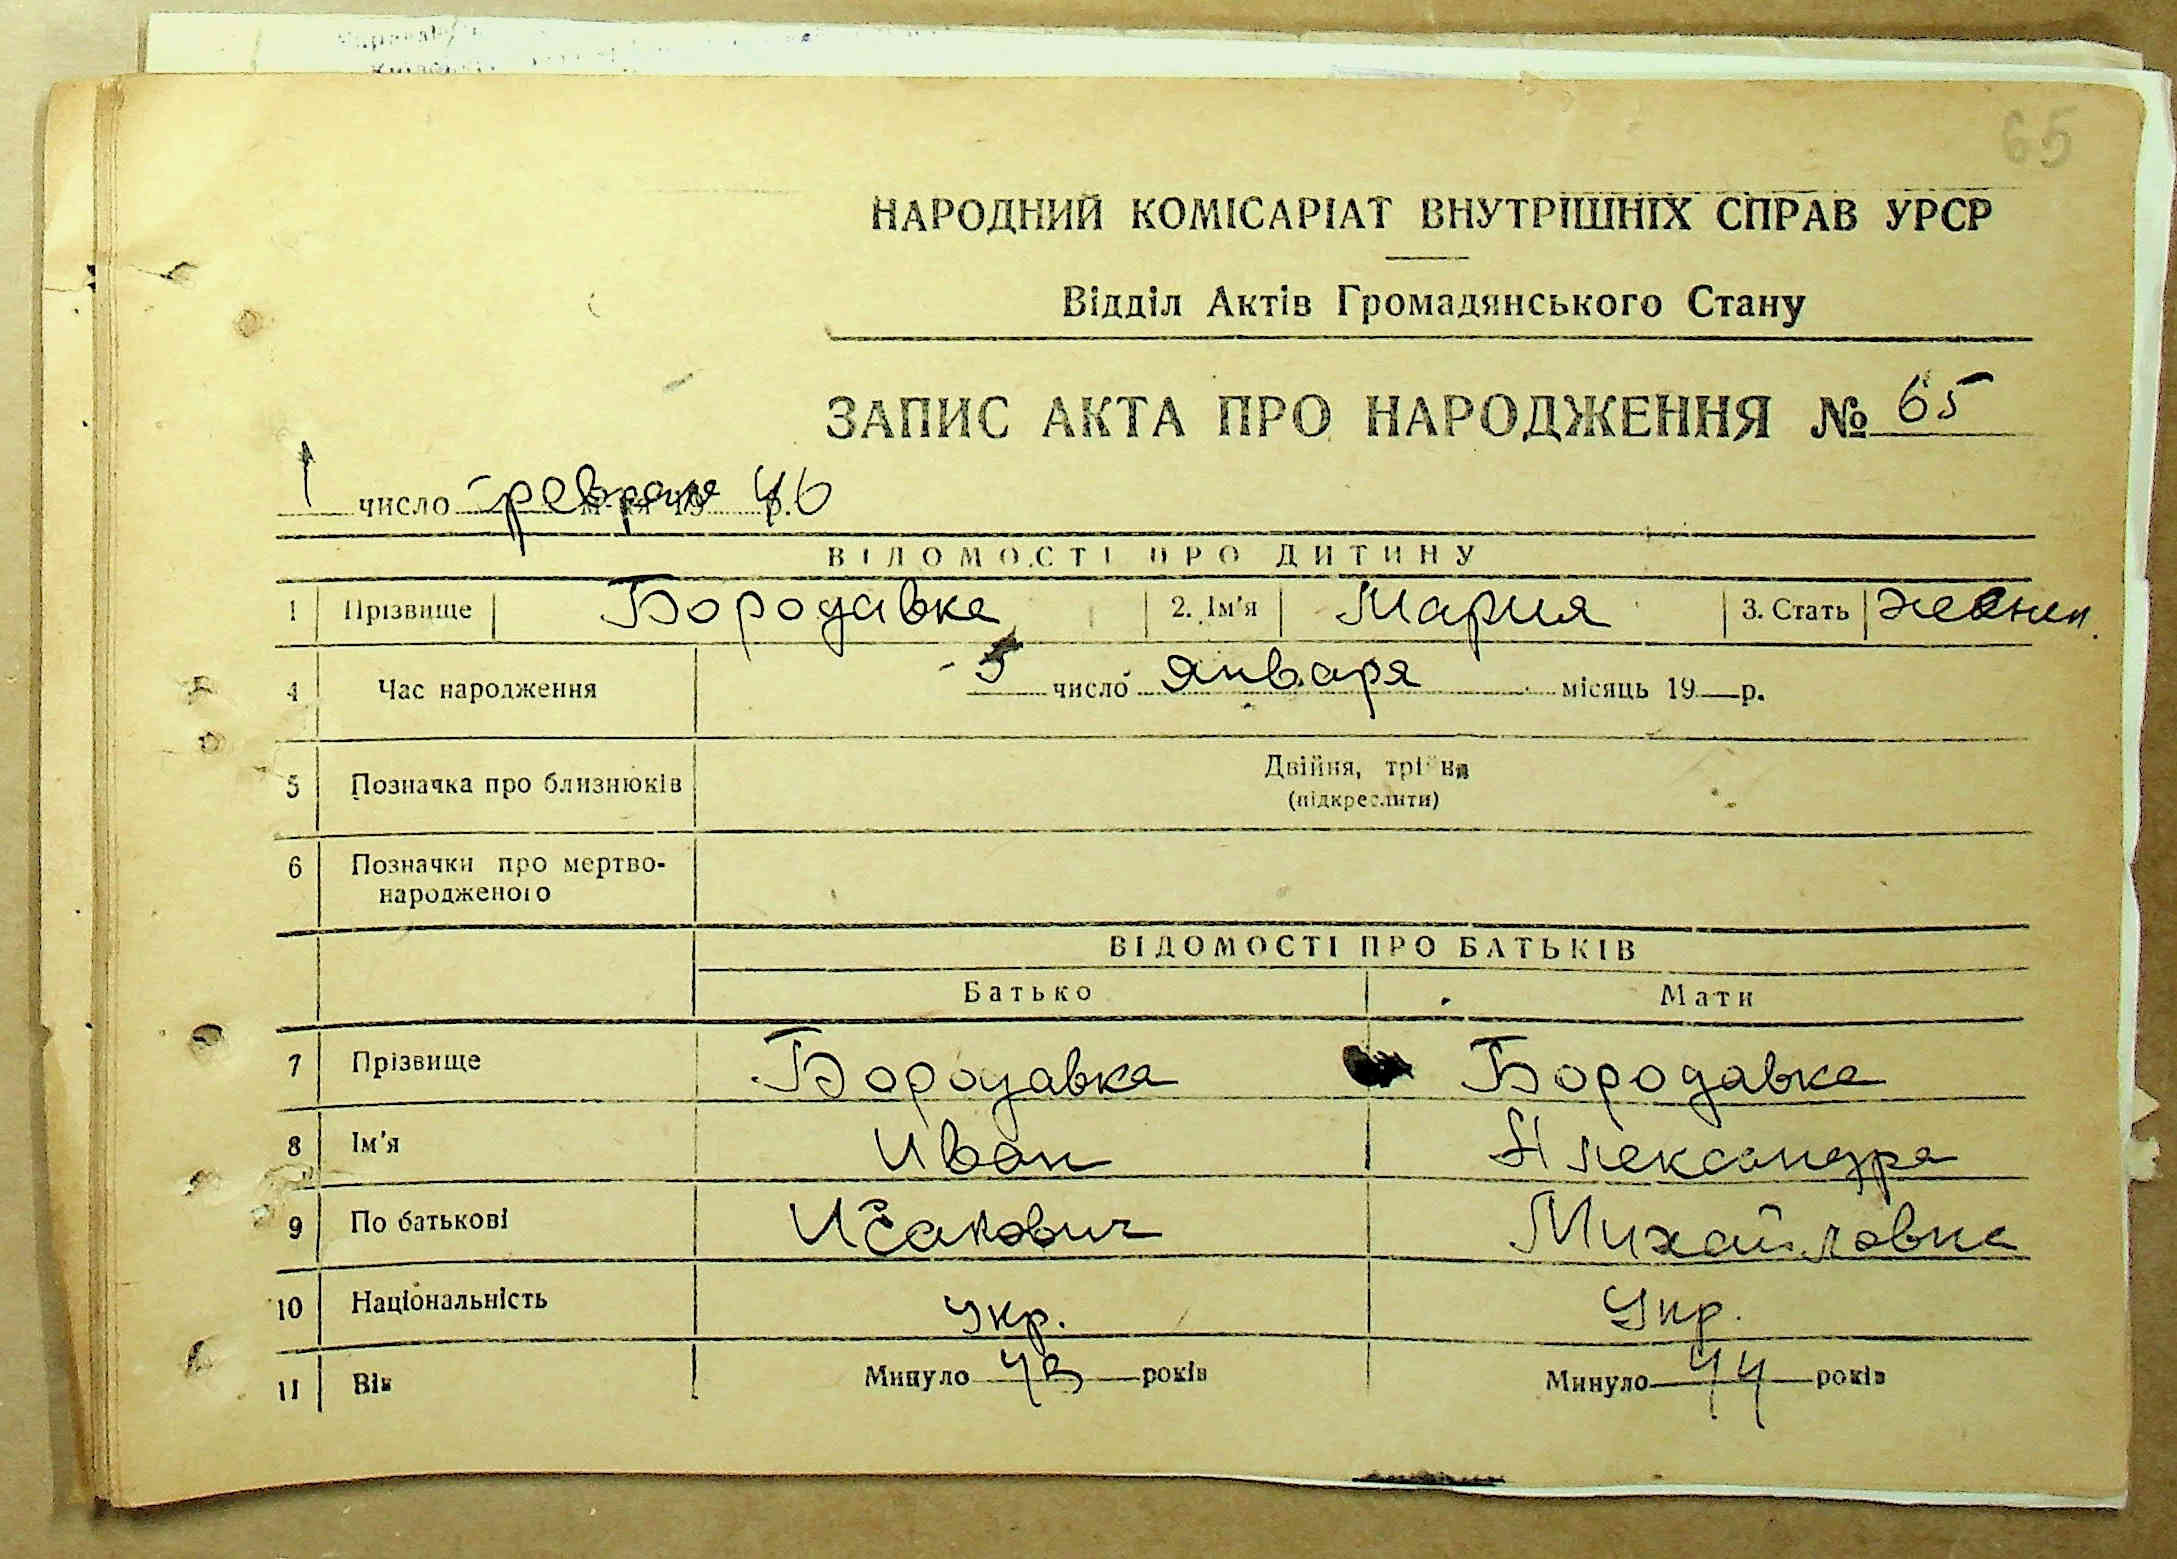 65
НАРОДНИЙ КОМІСАРІАТ ВНУТРІШНІХ СПРАВ УРСР
Відділ Актів Громадянського Стану
ЗАПИС АКТА ПРО НАРОДЖЕННЯ № 65
1 число февраля м-ця 19 46 р.
ВІДОМОСТІ ПРО ДИТИНУ
1 Прізвище Бородавка 2. Ім'я Мария 3. Стать
4 Час народження 5 число января місяць 19 р.
5 Позначка про близнюків Двійня, трійня
(підкреслити)
6 Позначки про мертво-
народженого
ВІДОМОСТІ ПРО БАТЬКІВ
Батько Мати
7 Прізвище Бородавка Бородавка
8 Ім'я Иван Александра
9 По батькові Исакович Михайловна
10 Національність Укр. Укр.
11 Вік Минуло 43 років Минуло 44 років